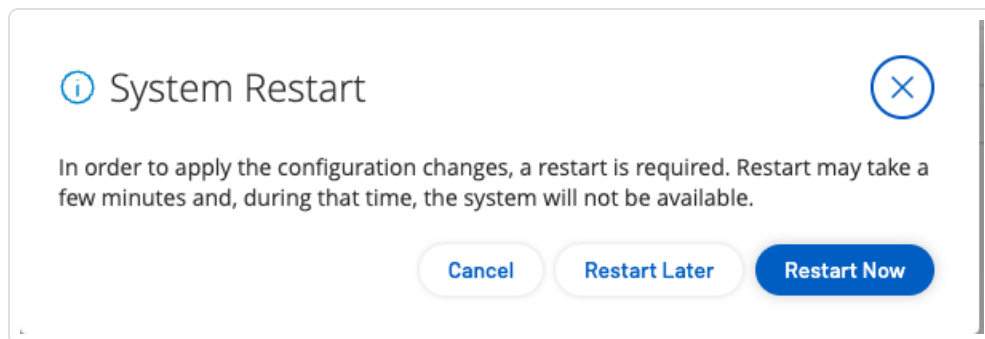 System Restart
In order to apply the configuration changes, a restart is required. Restart may take a
few minutes and, during that time, the system will not be available.
Cancel Restart Later Restart Now